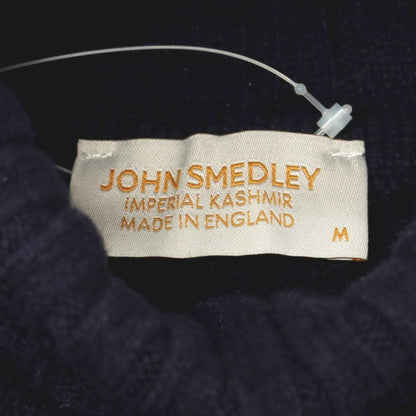 JOHN SMEDLEY
IMPERIAL KASHMIR
MADE IN ENGLAND
M